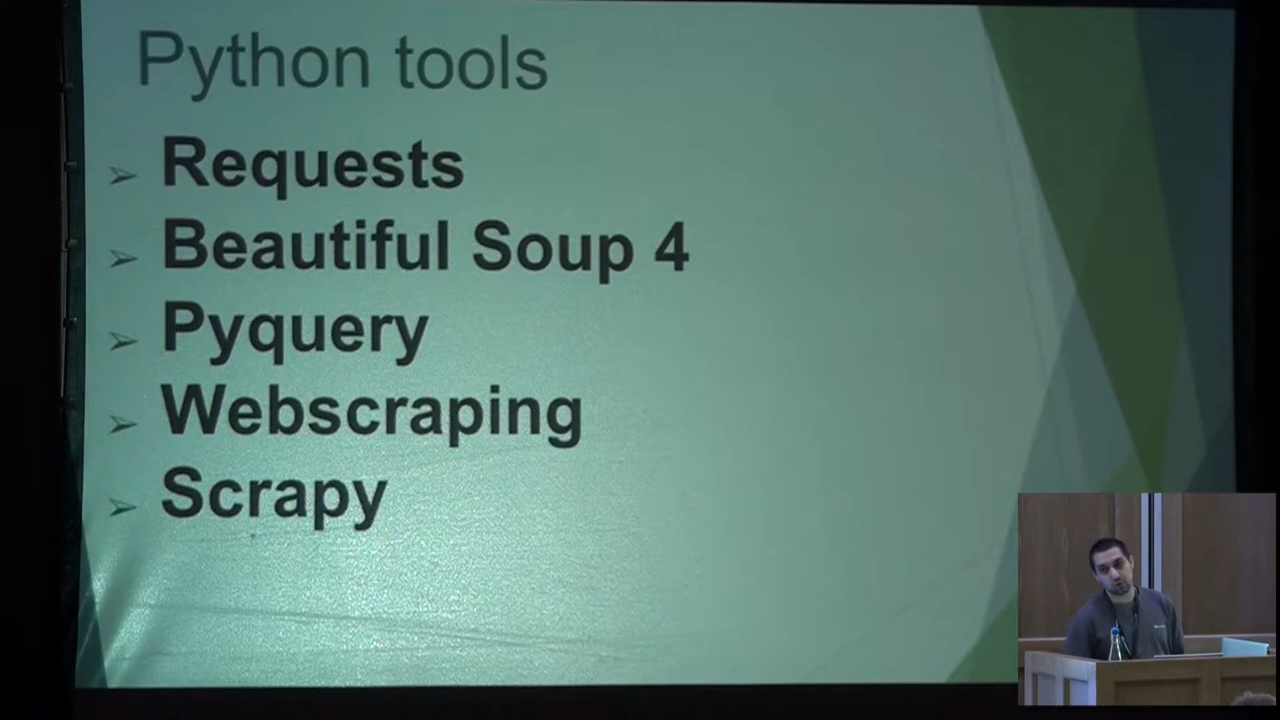 Python tools
➢ Requests
➢ Beautiful Soup 4
➢ Pyquery
➢ Webscraping
➢ Scrapy